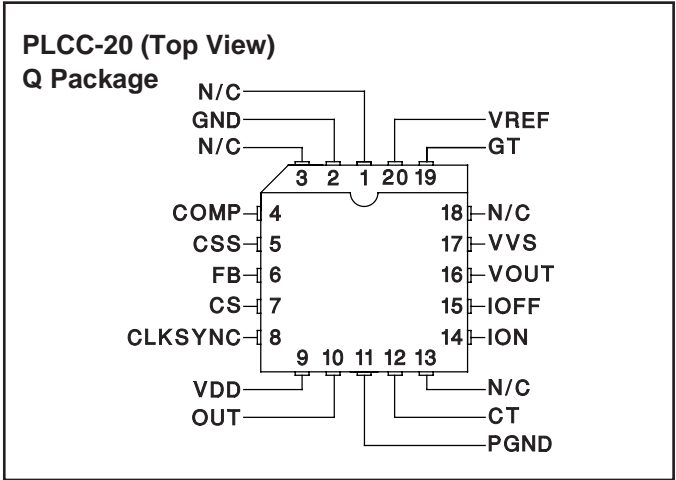 PLCC-20 (Top View)
Q Package
N/C
GND
N/C
VREF
GT
3 2 1 20 19
COMP 4
CSS 5
FB 6
CS 7
CLKSYNC 8
18 N/C
17 VVS
16 VOUT
15 IOFF
14 ION
9 10 11 12 13
VDD
OUT
N/C
CT
PGND